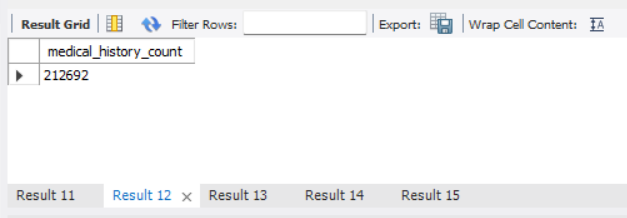 Result Grid Filter Rows: Export: Wrap Cell Content: IA
medical_history_count
212692
Result 11 Result 12 × Result 13 Result 14 Result 15